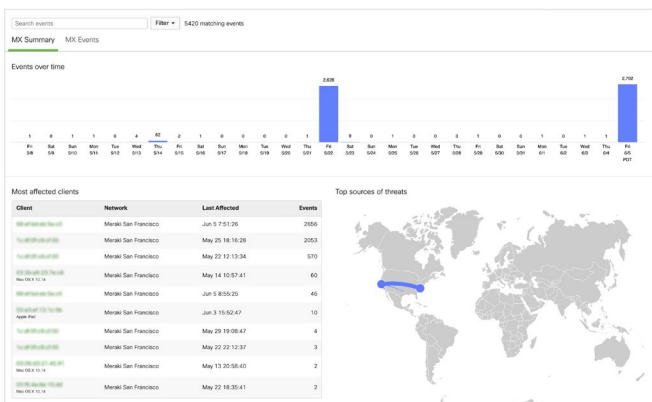 Search events Filter 5420 matching events
MX Summary MX Events
Events over time
2,628 2,702
1 0 1 1 0 4 62 2 1 0 0 0 0 1 9 0 1 0 0 3 1 0 0 1 0 1 1
Fri Sat Sun Mon Tue Wed Thu Fri Sat Sun Mon Tue Wed Thu Fri Sat Sun Mon Tue Wed Thu Fri Sat Sun Mon Tue Wed Thu Fri
5/8 5/9 5/10 5/11 5/12 5/13 5/14 5/15 5/16 5/17 5/18 5/19 5/20 5/21 5/22 5/23 5/24 5/25 5/26 5/27 5/28 5/29 5/30 5/31 6/1 6/2 6/3 6/4 6/5
PDT
Most affected clients Top sources of threats
Client Network Last Affected Events
Meraki San Francisco Jun 5 7:51:26 2656
Meraki San Francisco May 25 18:16:28 2053
Meraki San Francisco May 22 12:13:34 570
Meraki San Francisco May 14 10:57:41 60
Mac OS X 10.14
Meraki San Francisco Jun 5 8:55:25 46
Meraki San Francisco Jun 3 15:52:47 10
Apple iPad
Meraki San Francisco May 29 19:08:47 4
Meraki San Francisco May 22 22:12:37 3
Meraki San Francisco May 13 20:58:40 2
Mac OS X 10.14
Meraki San Francisco May 22 18:35:41 2
Mac OS X 10.14